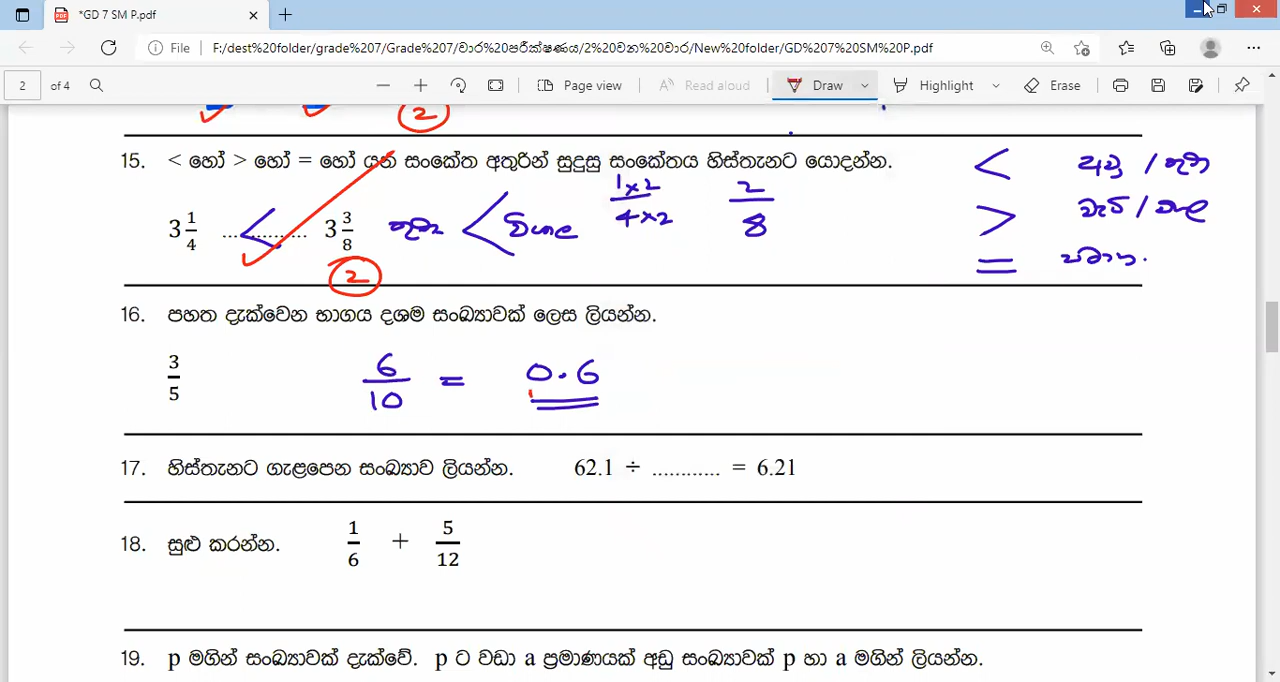 *GD 7 SM P.pdf
File F:/dest%20folder/grade%207/Grade%207/වාර%20පරීක්ෂණය/2%20වන%20වාර/New%20folder/GD%207%20SM%20P.pdf
2 of 4 Page view Read aloud Draw Highlight Erase
2
15. < හෝ > හෝ = හෝ යන සංකේත අතුරින් සුදුසු සංකේතය හිස්තැනට යොදන්න.
<
>
=
3 1/4 ............... 3 3/8
<
<
1x2
4x2
2
8
2
16. පහත දැක්වෙන භාගය දශම සංඛ්‍යාවක් ලෙස ලියන්න.
3/5
6/10 = 0.6
17. හිස්තැනට ගැළපෙන සංඛ්‍යාව ලියන්න. 62.1 ÷ ............ = 6.21
18. සුළු කරන්න. 1/6 + 5/12
19. p මගින් සංඛ්‍යාවක් දැක්වේ. p ට වඩා a ප්‍රමාණයක් අඩු සංඛ්‍යාවක් p හා a මගින් ලියන්න.